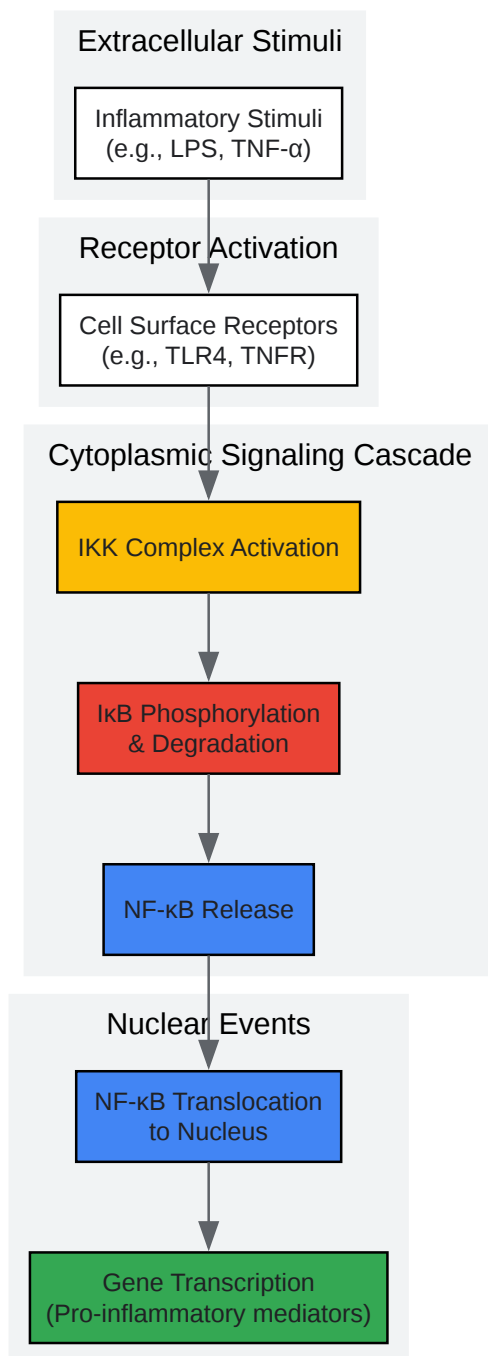 Extracellular Stimuli
Inflammatory Stimuli
(e.g., LPS, TNF-α)
Receptor Activation
Cell Surface Receptors
(e.g., TLR4, TNFR)
Cytoplasmic Signaling Cascade
IKK Complex Activation
IκB Phosphorylation
& Degradation
NF-κB Release
Nuclear Events
NF-κB Translocation
to Nucleus
Gene Transcription
(Pro-inflammatory mediators)